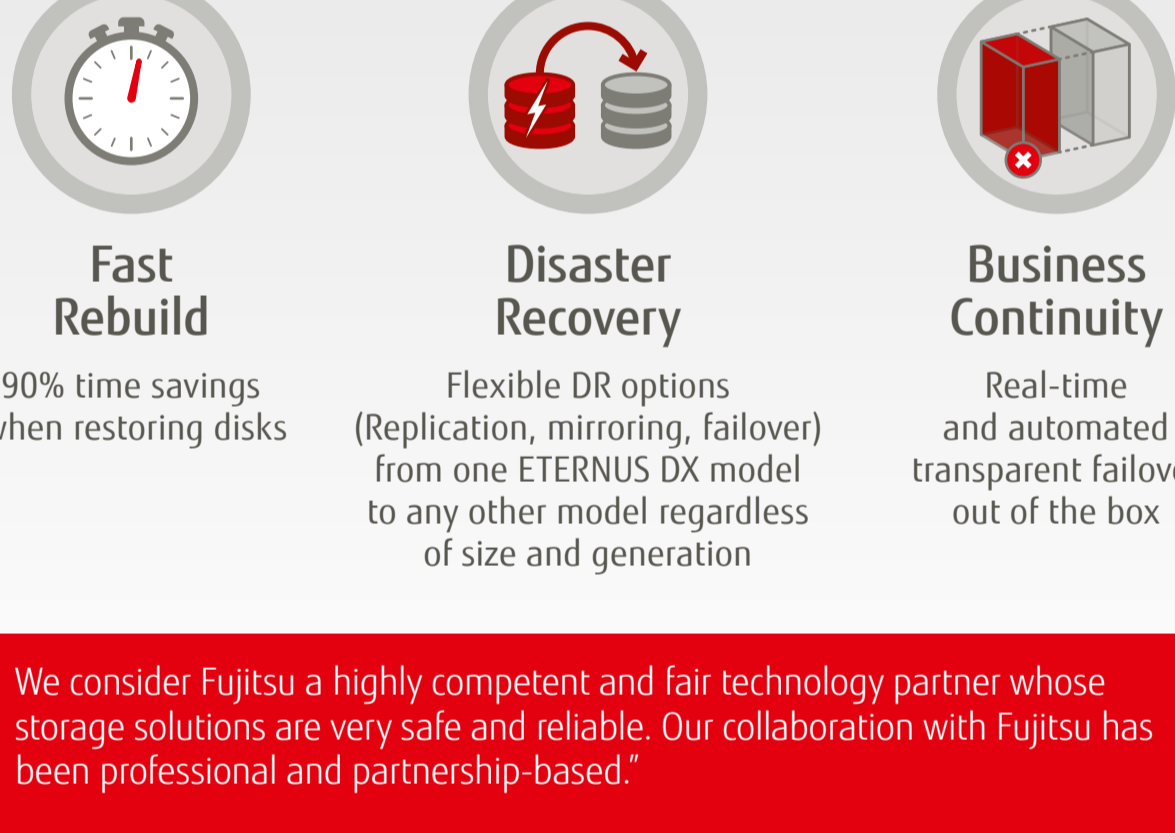 Fast
Rebuild
90% time savings
when restoring disks
Disaster
Recovery
Flexible DR options
(Replication, mirroring, failover)
from one ETERNUS DX model
to any other model regardless
of size and generation
Business
Continuity
Real-time
and automated
transparent failove
out of the box
We consider Fujitsu a highly competent and fair technology partner whose
storage solutions are very safe and reliable. Our collaboration with Fujitsu has
been professional and partnership-based.”